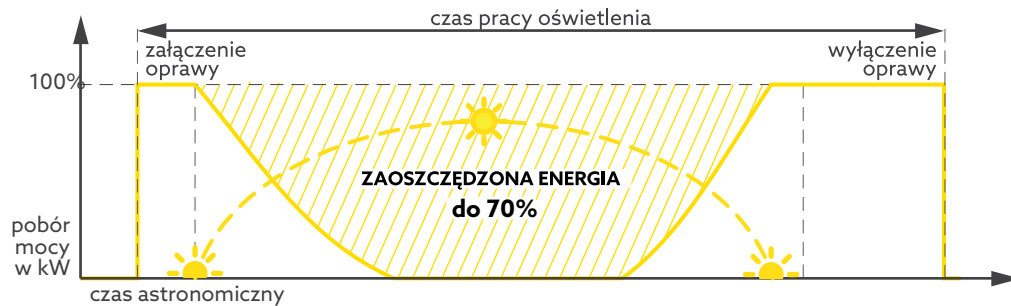 czas pracy oświetlenia
załączenie
oprawy
wyłączenie
oprawy
100%
ZAOSZCZĘDZONA ENERGIA
do 70%
pobór
mocy
w kW
czas astronomiczny